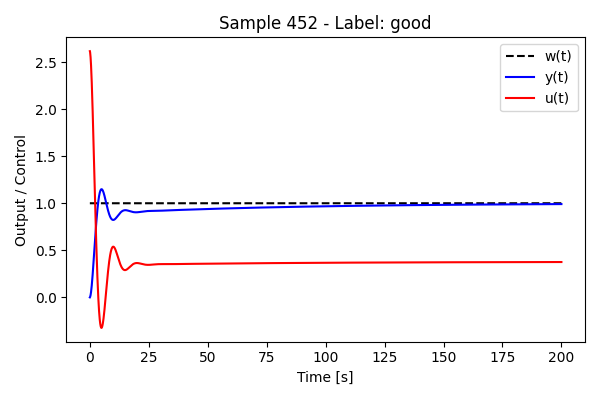 Sample 452 - Label: good
w(t)
y(t)
u(t)
2.5
2.0
1.5
1.0
0.5
0.0
Output / Control
0 25 50 75 100 125 150 175 200
Time [s]